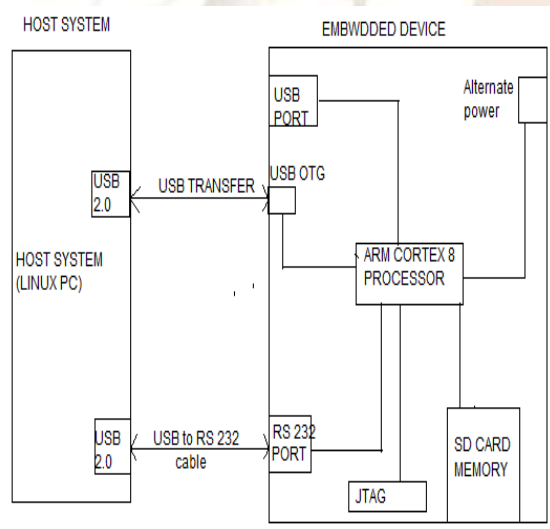 HOST SYSTEM
EMBWDDED DEVICE
USB
PORT
Alternate
power
USB OTG
USB
2.0
USB TRANSFER
HOST SYSTEM
(LINUX PC)
ARM CORTEX 8
PROCESSOR
USB
2.0
USB to RS 232
cable
RS 232
PORT
SD CARD
MEMORY
JTAG